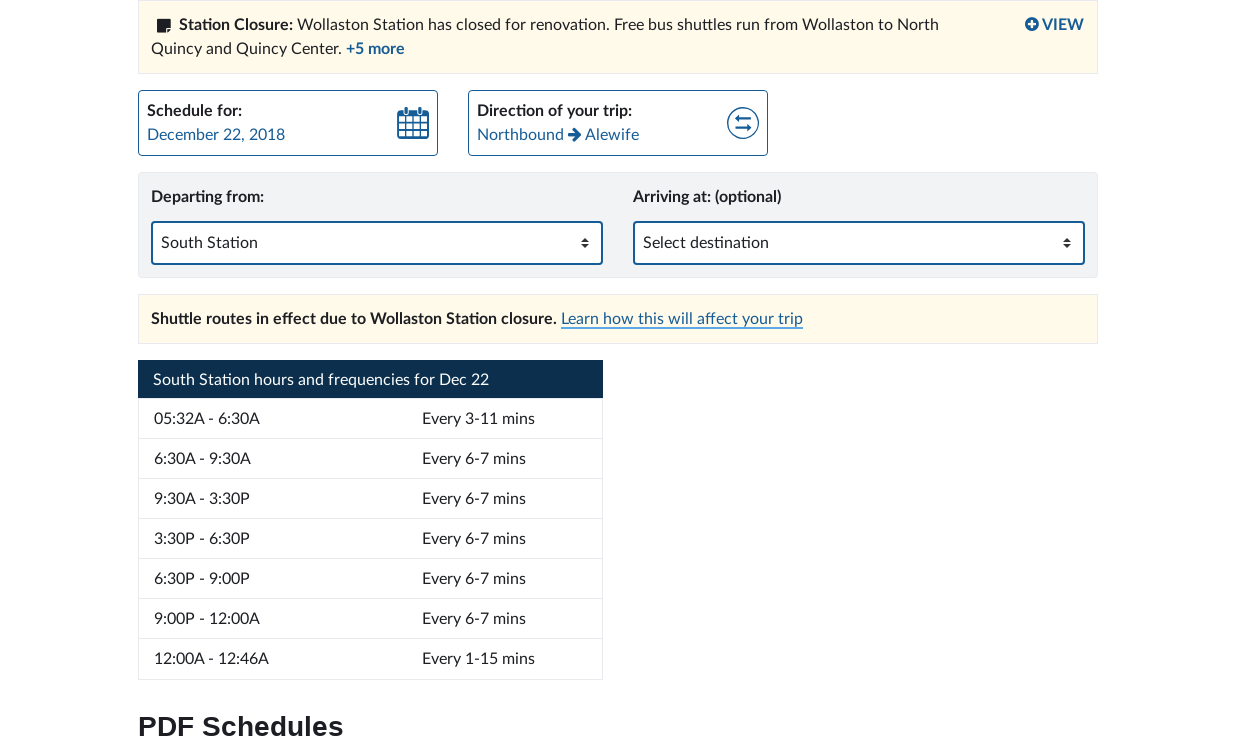 Station Closure: Wollaston Station has closed for renovation. Free bus shuttles run from Wollaston to North
Quincy and Quincy Center. +5 more
VIEW
Schedule for:
December 22, 2018
Direction of your trip:
Northbound Alewife
Departing from:
South Station
Arriving at: (optional)
Select destination
Shuttle routes in effect due to Wollaston Station closure. Learn how this will affect your trip
South Station hours and frequencies for Dec 22
05:32A - 6:30A Every 3-11 mins
6:30A - 9:30A Every 6-7 mins
9:30A - 3:30P Every 6-7 mins
3:30P - 6:30P Every 6-7 mins
6:30P - 9:00P Every 6-7 mins
9:00P - 12:00A Every 6-7 mins
12:00A - 12:46A Every 1-15 mins
PDF Schedules